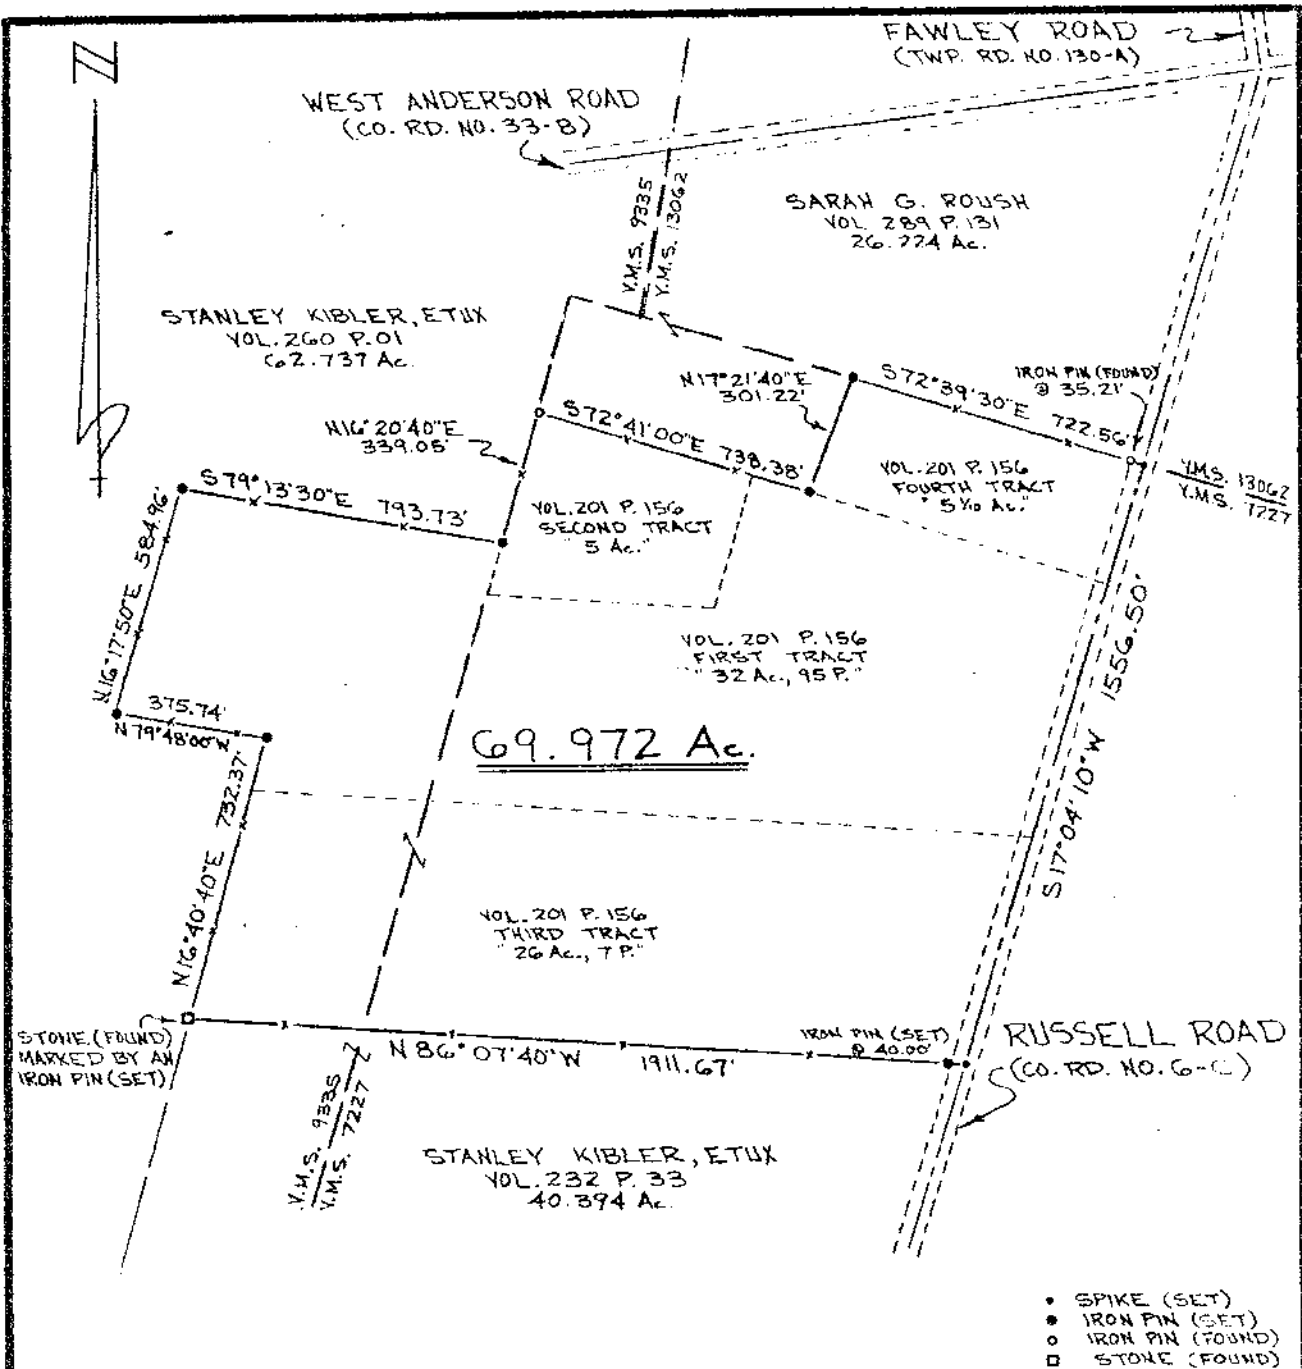 N
FAWLEY ROAD
(TWP. RD. NO. 130-A)
WEST ANDERSON ROAD
(CO. RD. NO. 33-B)
V.M.S. 9335
V.M.S. 13062
SARAH G. ROUSH
VOL. 289 P. 131
26.774 Ac.
STANLEY KIBLER, ETUX
VOL. 260 P. 01
62.737 Ac.
N17°21'40"E
301.22'
S72°39'30"E 722.56'
IRON PIN (FOUND)
@ 35.21'
N16°20'40"E
339.05'
S72°41'00"E 738.38'
VOL. 201 P. 156
FOURTH TRACT
"5 9/10 Ac."
V.M.S. 13062
V.M.S. 7227
S79°13'30"E 793.73'
VOL. 201 P. 156
SECOND TRACT
"5 Ac."
N16°17'50"E 584.96'
VOL. 201 P. 156
FIRST TRACT
"32 Ac., 95 P."
S17°04'10"W 1556.50'
375.74'
N79°48'00"W
69.972 Ac.
N16°40'40"E 732.37'
VOL. 201 P. 156
THIRD TRACT
"26 Ac., 7 P."
STONE (FOUND)
MARKED BY AN
IRON PIN (SET)
N86°07'40"W 1911.67'
IRON PIN (SET)
@ 40.00'
RUSSELL ROAD
(CO. RD. NO. 6-C)
V.M.S. 9335
V.M.S. 7227
STANLEY KIBLER, ETUX
VOL. 232 P. 33
40.394 Ac.
SPIKE (SET)
IRON PIN (SET)
IRON PIN (FOUND)
STONE (FOUND)